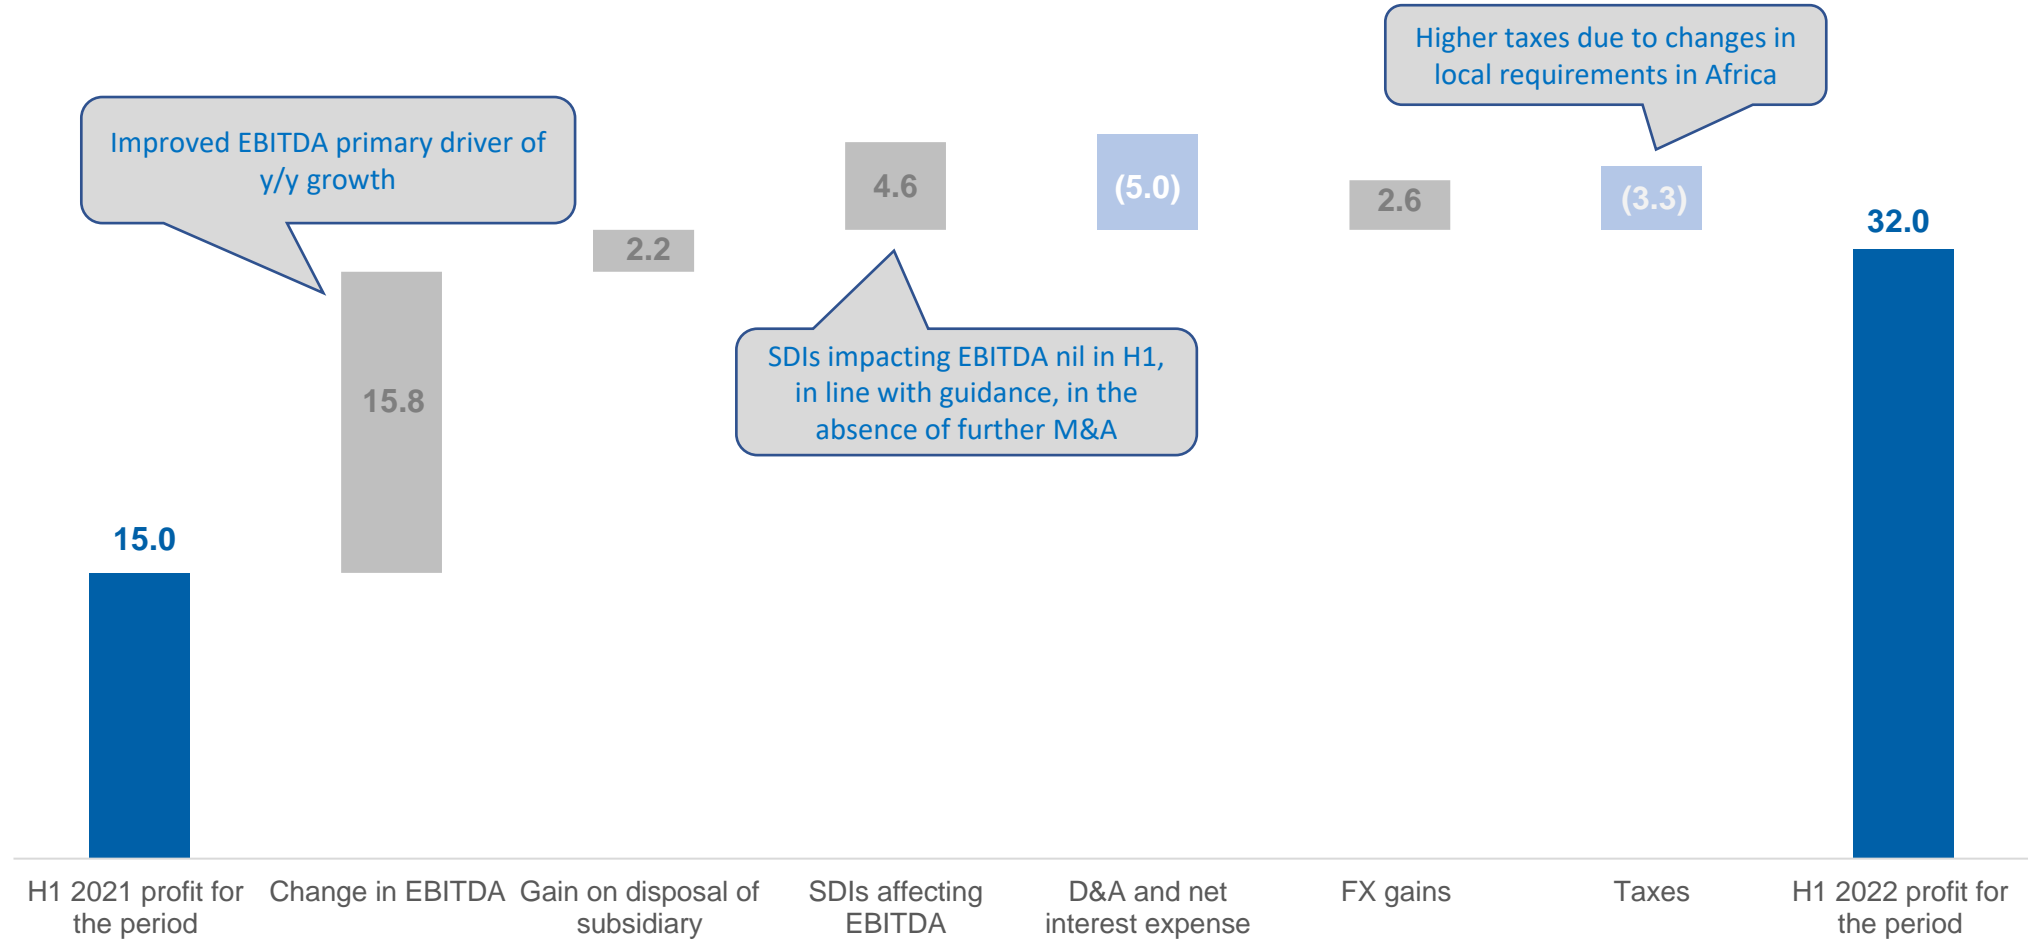 Higher taxes due to changes in
local requirements in Africa
Improved EBITDA primary driver of
y/y growth
4.6
(5.0)
2.6
(3.3)
32.0
2.2
SDIs impacting EBITDA nil in H1,
in line with guidance, in the
absence of further M&A
15.8
15.0
H1 2021 profit for
the period
Change in EBITDA
Gain on disposal of
subsidiary
SDIs affecting
EBITDA
D&A and net
interest expense
FX gains
Taxes
H1 2022 profit for
the period